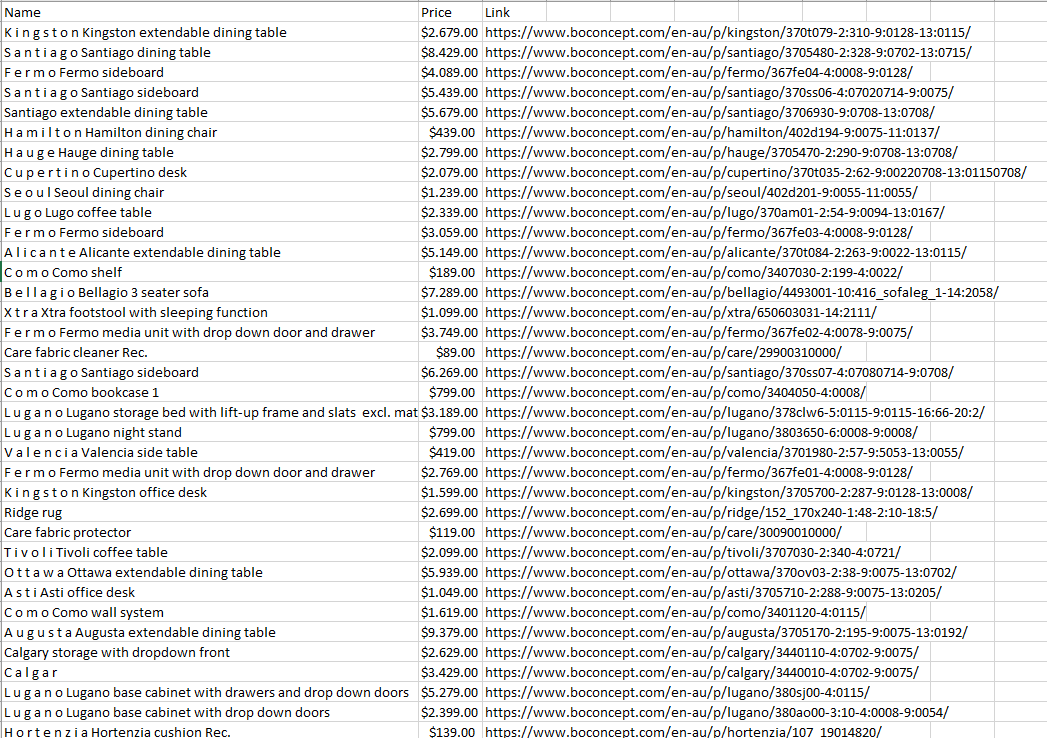 Name Price Link
K i n g s t o n Kingston extendable dining table $2.679.00 https://www.boconcept.com/en-au/p/kingston/370t079-2:310-9:0128-13:0115/
S a n t i a g o Santiago dining table $8.429.00 https://www.boconcept.com/en-au/p/santiago/3705480-2:328-9:0702-13:0715/
F e r m o Fermo sideboard $4.089.00 https://www.boconcept.com/en-au/p/fermo/367fe04-4:0008-9:0128/
S a n t i a g o Santiago sideboard $5.439.00 https://www.boconcept.com/en-au/p/santiago/370ss06-4:07020714-9:0075/
Santiago extendable dining table $5.679.00 https://www.boconcept.com/en-au/p/santiago/3706930-9:0708-13:0708/
H a m i l t o n Hamilton dining chair $439.00 https://www.boconcept.com/en-au/p/hamilton/402d194-9:0075-11:0137/
H a u g e Hauge dining table $2.799.00 https://www.boconcept.com/en-au/p/hauge/3705470-2:290-9:0708-13:0708/
C u p e r t i n o Cupertino desk $2.079.00 https://www.boconcept.com/en-au/p/cupertino/370t035-2:62-9:00220708-13:01150708/
S e o u l Seoul dining chair $1.239.00 https://www.boconcept.com/en-au/p/seoul/402d201-9:0055-11:0055/
L u g o Lugo coffee table $2.339.00 https://www.boconcept.com/en-au/p/lugo/370am01-2:54-9:0094-13:0167/
F e r m o Fermo sideboard $3.059.00 https://www.boconcept.com/en-au/p/fermo/367fe03-4:0008-9:0128/
A l i c a n t e Alicante extendable dining table $5.149.00 https://www.boconcept.com/en-au/p/alicante/370t084-2:263-9:0022-13:0115/
C o m o Como shelf $189.00 https://www.boconcept.com/en-au/p/como/3407030-2:199-4:0022/
B e l l a g i o Bellagio 3 seater sofa $7.289.00 https://www.boconcept.com/en-au/p/bellagio/4493001-10:416_sofaleg_1-14:2058/
X t r a Xtra footstool with sleeping function $1.099.00 https://www.boconcept.com/en-au/p/xtra/650603031-14:2111/
F e r m o Fermo media unit with drop down door and drawer $3.749.00 https://www.boconcept.com/en-au/p/fermo/367fe02-4:0078-9:0075/
Care fabric cleaner Rec. $89.00 https://www.boconcept.com/en-au/p/care/29900310000/
S a n t i a g o Santiago sideboard $6.269.00 https://www.boconcept.com/en-au/p/santiago/370ss07-4:07080714-9:0708/
C o m o Como bookcase 1 $799.00 https://www.boconcept.com/en-au/p/como/3404050-4:0008/
L u g a n o Lugano storage bed with lift-up frame and slats  excl. mat $3.189.00 https://www.boconcept.com/en-au/p/lugano/378clw6-5:0115-9:0115-16:66-20:2/
L u g a n o Lugano night stand $799.00 https://www.boconcept.com/en-au/p/lugano/3803650-6:0008-9:0008/
V a l e n c i a Valencia side table $419.00 https://www.boconcept.com/en-au/p/valencia/3701980-2:57-9:5053-13:0055/
F e r m o Fermo media unit with drop down door and drawer $2.769.00 https://www.boconcept.com/en-au/p/fermo/367fe01-4:0008-9:0128/
K i n g s t o n Kingston office desk $1.599.00 https://www.boconcept.com/en-au/p/kingston/3705700-2:287-9:0128-13:0008/
Ridge rug $2.699.00 https://www.boconcept.com/en-au/p/ridge/152_170x240-1:48-2:10-18:5/
Care fabric protector $119.00 https://www.boconcept.com/en-au/p/care/30090010000/
T i v o l i Tivoli coffee table $2.099.00 https://www.boconcept.com/en-au/p/tivoli/3707030-2:340-4:0721/
O t t a w a Ottawa extendable dining table $5.939.00 https://www.boconcept.com/en-au/p/ottawa/370ov03-2:38-9:0075-13:0702/
A s t i Asti office desk $1.049.00 https://www.boconcept.com/en-au/p/asti/3705710-2:288-9:0075-13:0205/
C o m o Como wall system $1.619.00 https://www.boconcept.com/en-au/p/como/3401120-4:0115/
A u g u s t a Augusta extendable dining table $9.379.00 https://www.boconcept.com/en-au/p/augusta/3705170-2:195-9:0075-13:0192/
Calgary storage with dropdown front $2.629.00 https://www.boconcept.com/en-au/p/calgary/3440110-4:0702-9:0075/
C a l g a r $3.429.00 https://www.boconcept.com/en-au/p/calgary/3440010-4:0702-9:0075/
L u g a n o Lugano base cabinet with drawers and drop down doors $5.279.00 https://www.boconcept.com/en-au/p/lugano/380sj00-4:0115/
L u g a n o Lugano base cabinet with drop down doors $2.399.00 https://www.boconcept.com/en-au/p/lugano/380ao00-3:10-4:0008-9:0054/
H o r t e n z i a Hortenzia cushion Rec. $139.00 https://www.boconcept.com/en-au/p/hortenzia/107_19014820/